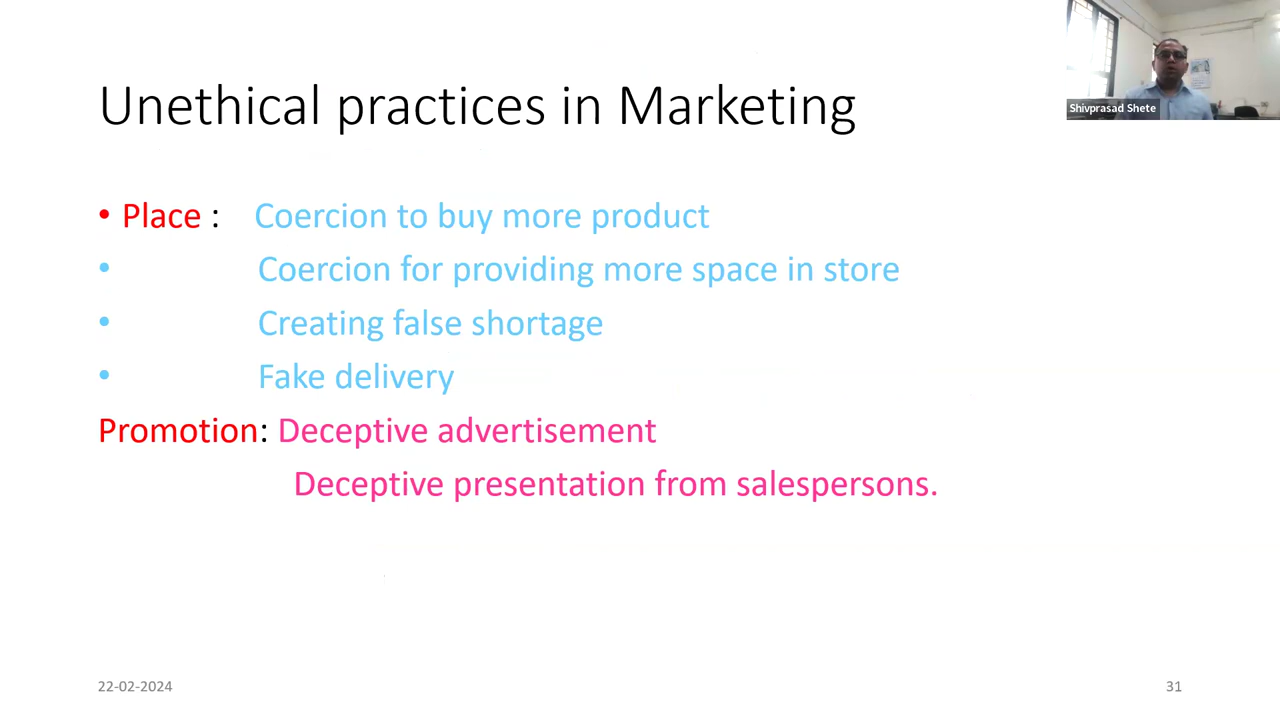 Unethical practices in Marketing
Shivprasad Shete
• Place : Coercion to buy more product
• Coercion for providing more space in store
• Creating false shortage
• Fake delivery
Promotion: Deceptive advertisement
Deceptive presentation from salespersons.
22-02-2024
31